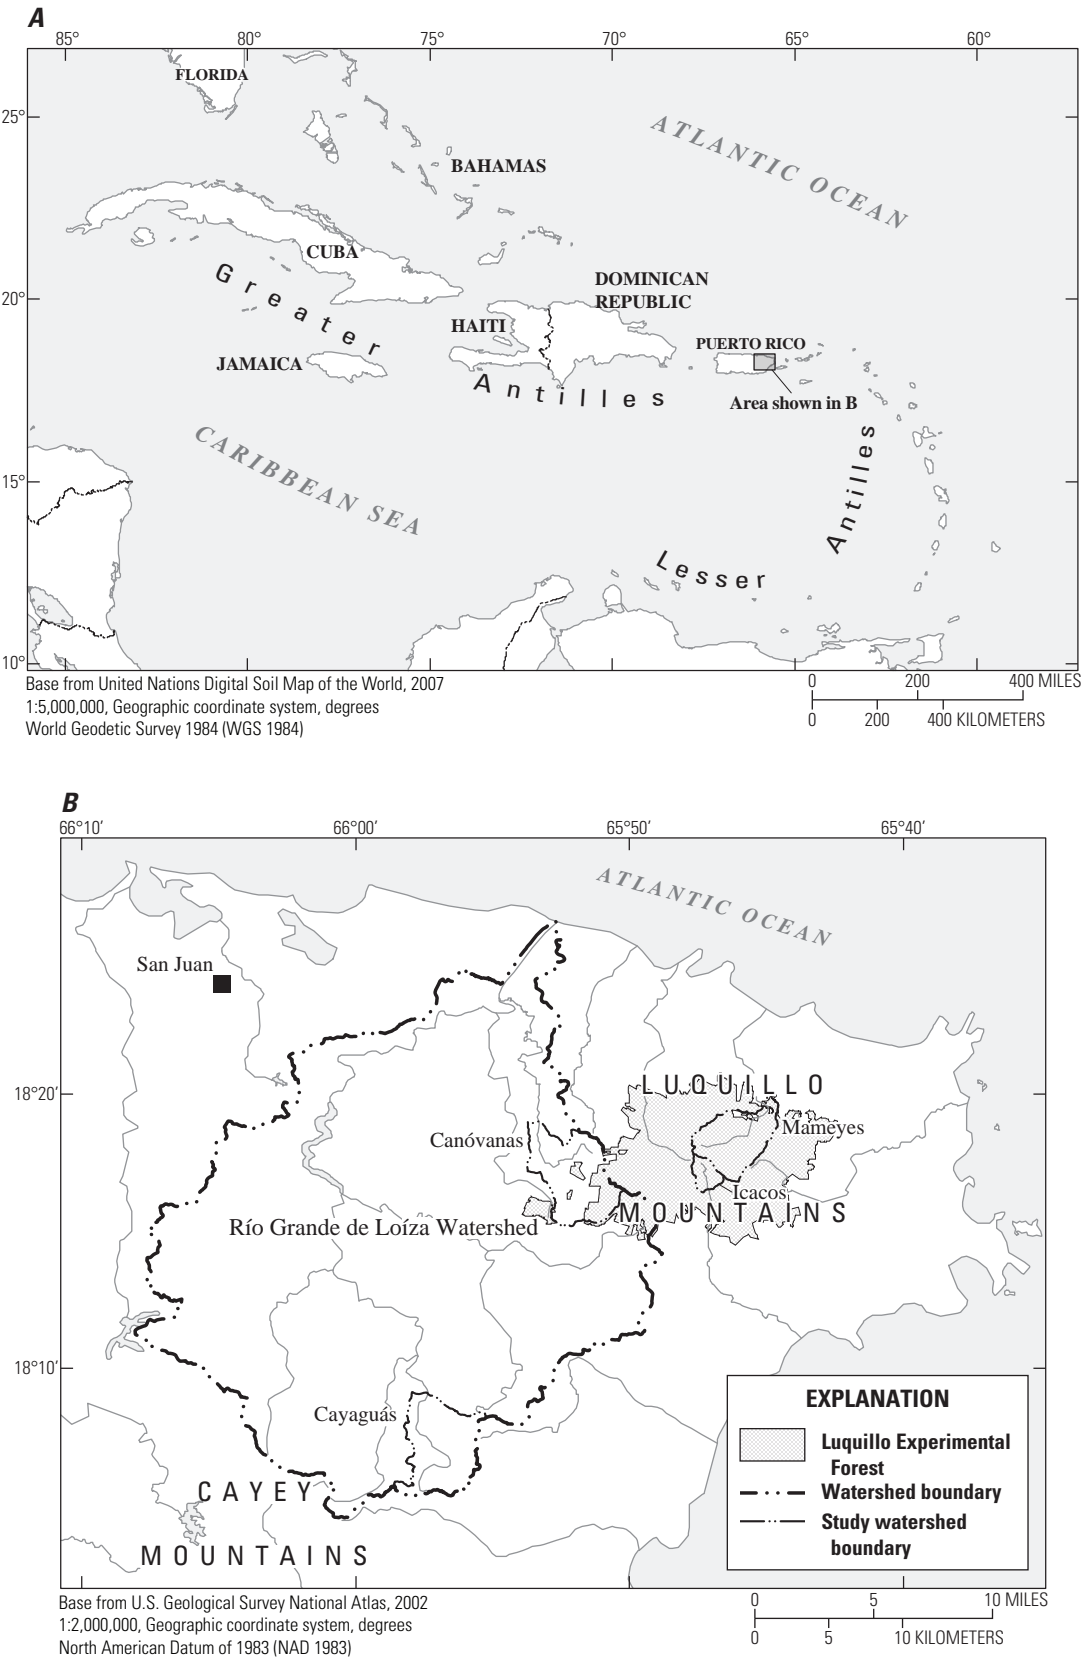 A
85° 80° 75° 70° 65° 60°
FLORIDA
25°
ATLANTIC OCEAN
BAHAMAS
CUBA
Greater
DOMINICAN
REPUBLIC
20°
HAITI
PUERTO RICO
JAMAICA
Antilles
Area shown in B
CARIBBEAN SEA
Antilles
15°
Lesser
10°
Base from United Nations Digital Soil Map of the World, 2007
1:5,000,000, Geographic coordinate system, degrees
World Geodetic Survey 1984 (WGS 1984)
0 200 400 MILES
0 200 400 KILOMETERS
B
66°10' 66°00' 65°50' 65°40'
ATLANTIC OCEAN
San Juan
18°20'
LUQUILLO
Mameyes
Canóvanas
Icacos
MOUNTAINS
Río Grande de Loíza Watershed
18°10'
Cayaguás
CAYEY
MOUNTAINS
EXPLANATION
Luquillo Experimental
Forest
Watershed boundary
Study watershed
boundary
Base from U.S. Geological Survey National Atlas, 2002
1:2,000,000, Geographic coordinate system, degrees
North American Datum of 1983 (NAD 1983)
0 5 10 MILES
0 5 10 KILOMETERS